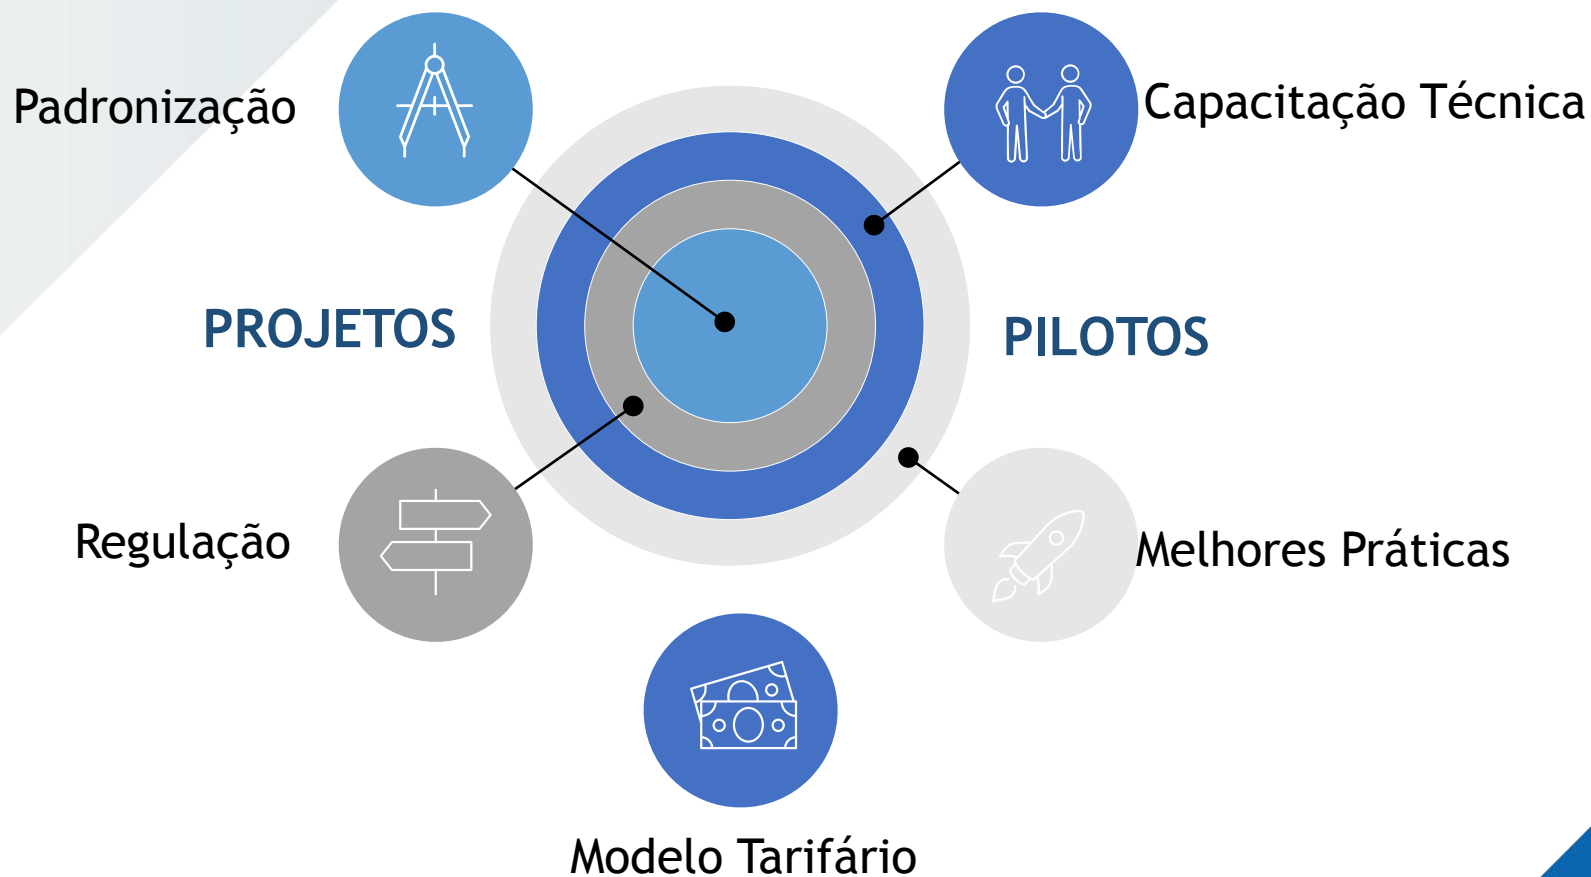 Padronização
Capacitação Técnica
PROJETOS
PILOTOS
Regulação
Melhores Práticas
Modelo Tarifário